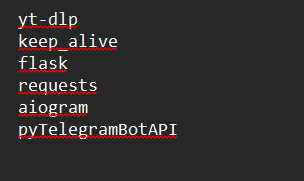 yt-dlp
keep_alive
flask
requests
aiogram
pyTelegramBotAPI